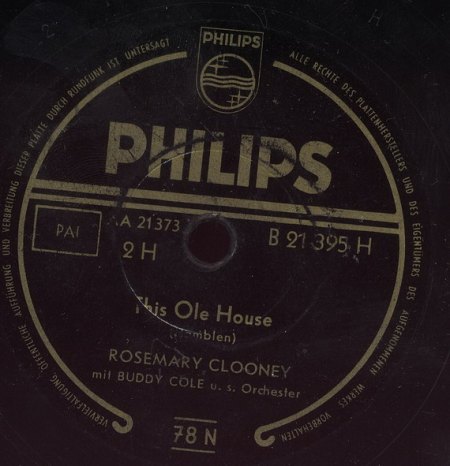 PHILIPS
PHILIPS
PAI
A 21373
2 H
B 21 395 H
This Ole House
ROSEMARY CLOONEY
mit BUDDY COLE u. s. Orchester
78 N
ALLE RECHTE DES PLATTENHERSTELLERS UND DES EIGENTÜMERS DES AUFGENOMMENEN WERKES VORBEHALTEN
VERVIELFÄLTIGUNG ÖFFENTLICHE AUFFÜHRUNG UND VERBREITUNG DIESER PLATTE DURCH RUNDFUNK IST UNTERSAGT